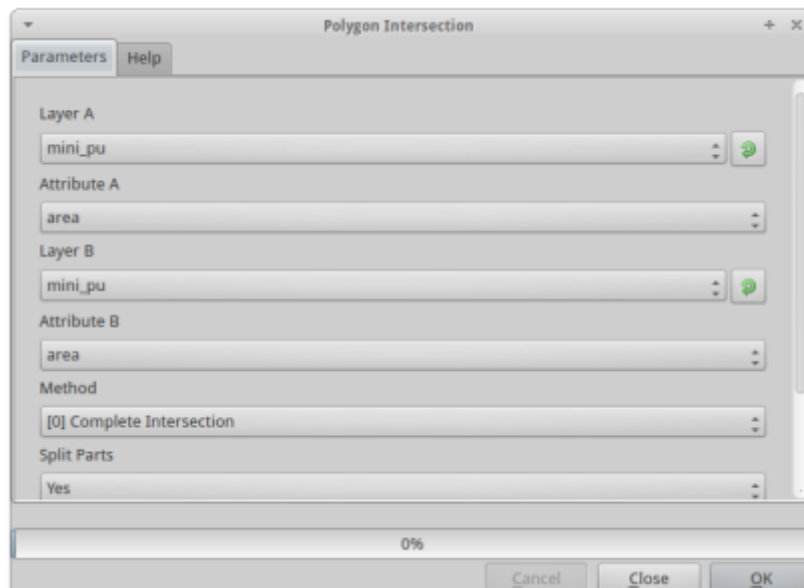 Polygon Intersection
Parameters Help
Layer A
mini_pu
Attribute A
area
Layer B
mini_pu
Attribute B
area
Method
[0] Complete Intersection
Split Parts
Yes
0%
Cancel Close OK